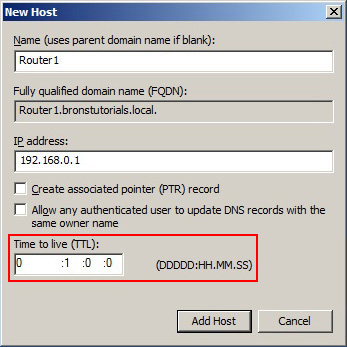 New Host
Name (uses parent domain name if blank):
Router1
Fully qualified domain name (FQDN):
Router1.bronstutorials.local.
IP address:
192.168.0.1
Create associated pointer (PTR) record
Allow any authenticated user to update DNS records with the
same owner name
Time to live (TTL):
0 :1 :0 :0 (DDDDD:HH.MM.SS)
Add Host Cancel